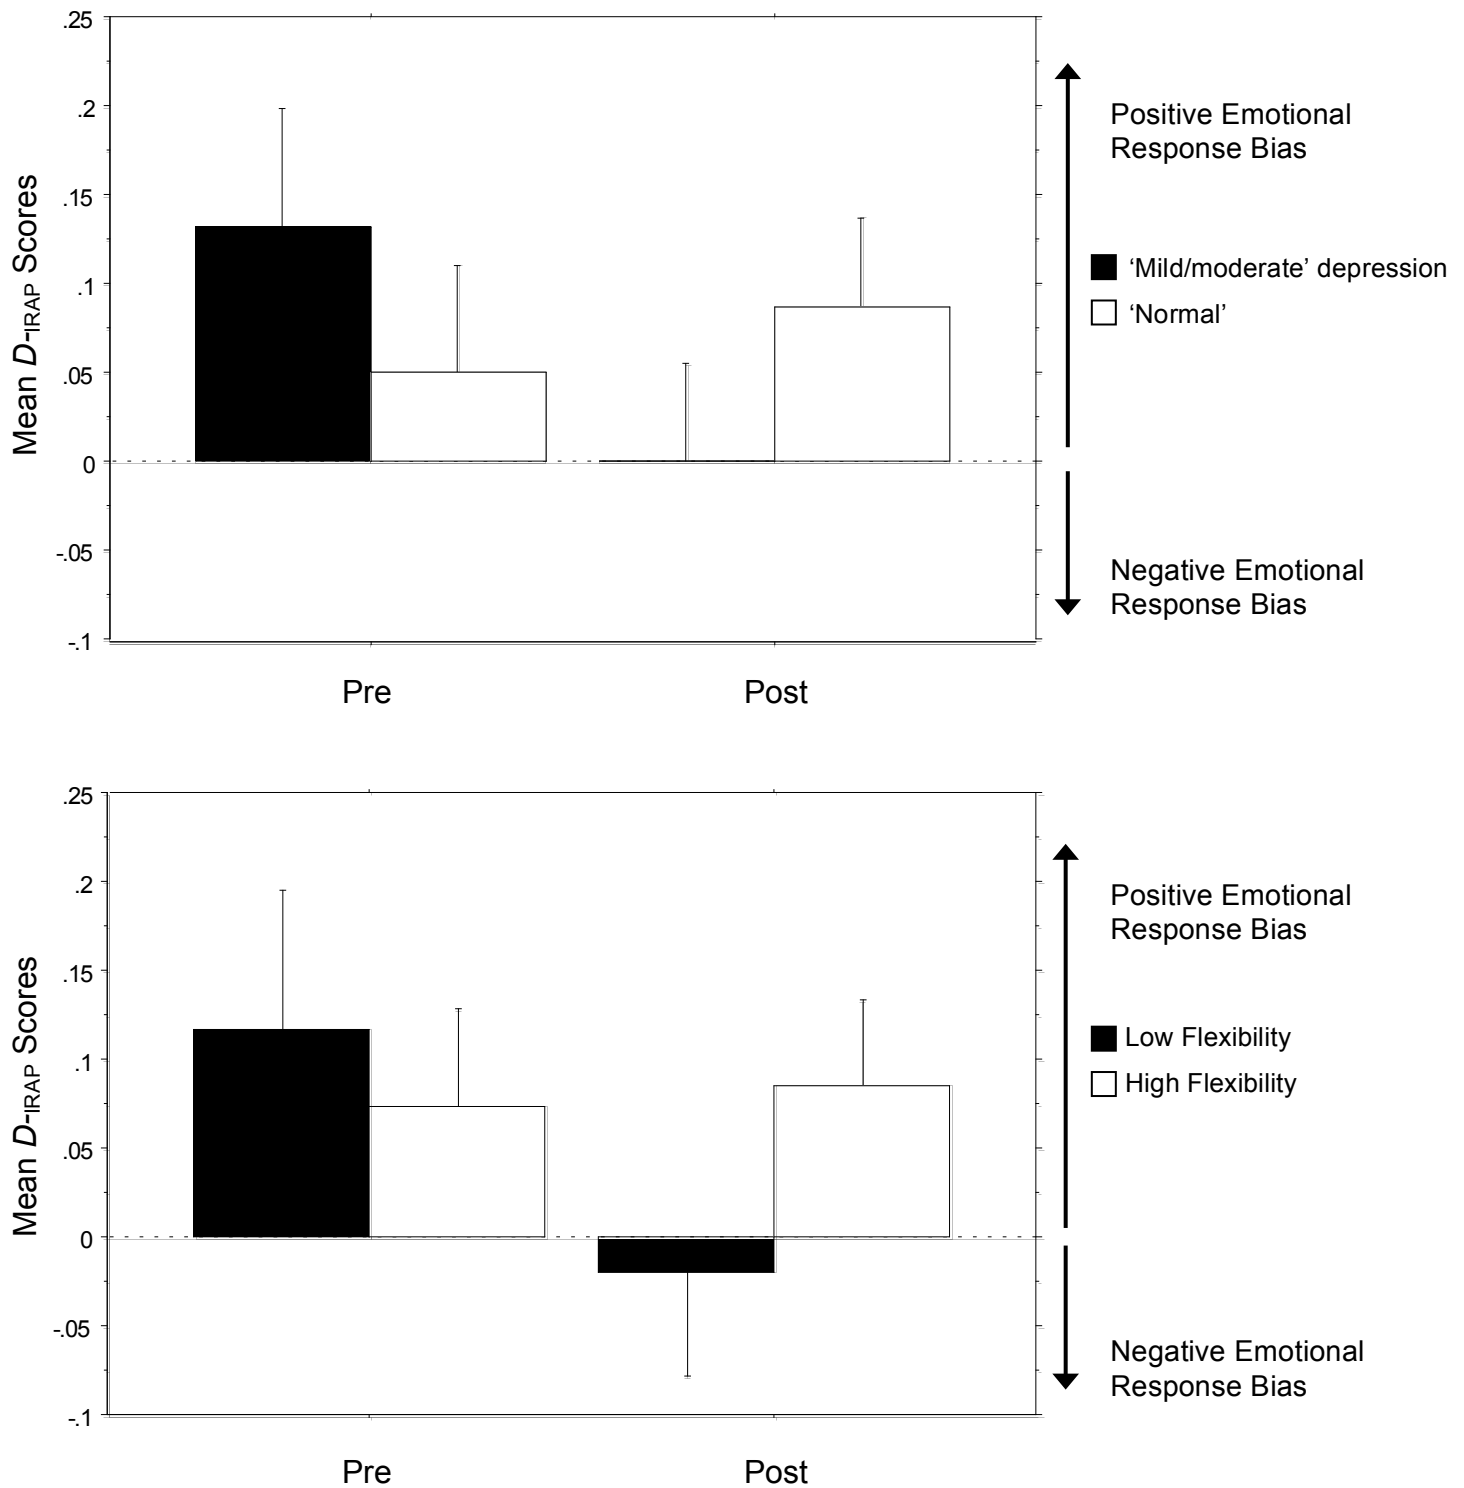 .25
.2
.15
.1
.05
0
-.05
-.1
Mean D-IRAP Scores
Pre
Post
Positive Emotional
Response Bias
‘Mild/moderate’ depression
‘Normal’
Negative Emotional
Response Bias
.25
.2
.15
.1
.05
0
-.05
-.1
Mean D-IRAP Scores
Pre
Post
Positive Emotional
Response Bias
Low Flexibility
High Flexibility
Negative Emotional
Response Bias